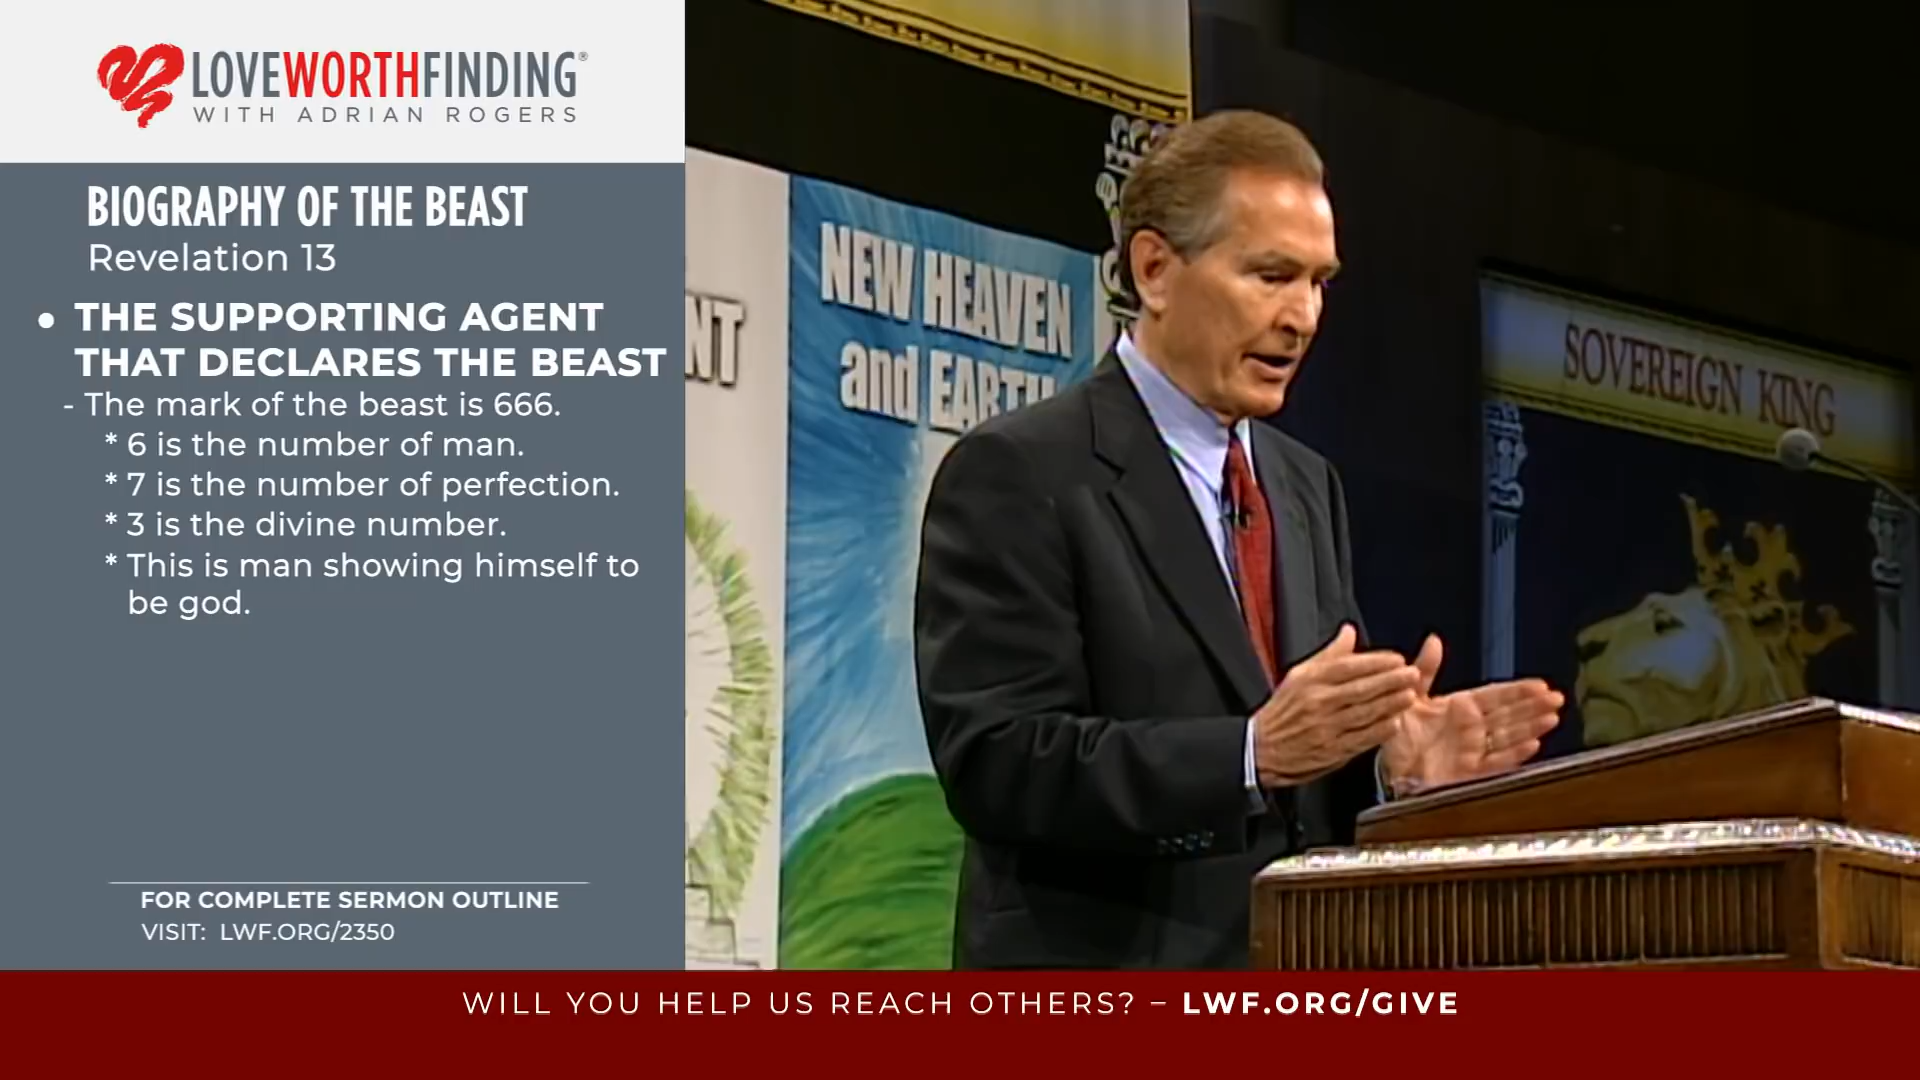 LOVEWORTHFINDING®
WITH ADRIAN ROGERS
BIOGRAPHY OF THE BEAST
Revelation 13
• THE SUPPORTING AGENT
THAT DECLARES THE BEAST
- The mark of the beast is 666.
* 6 is the number of man.
* 7 is the number of perfection.
* 3 is the divine number.
* This is man showing himself to
be god.
FOR COMPLETE SERMON OUTLINE
VISIT: LWF.ORG/2350
NT
NEW HEAVEN
and EARTH
SOVEREIGN KING
WILL YOU HELP US REACH OTHERS? – LWF.ORG/GIVE